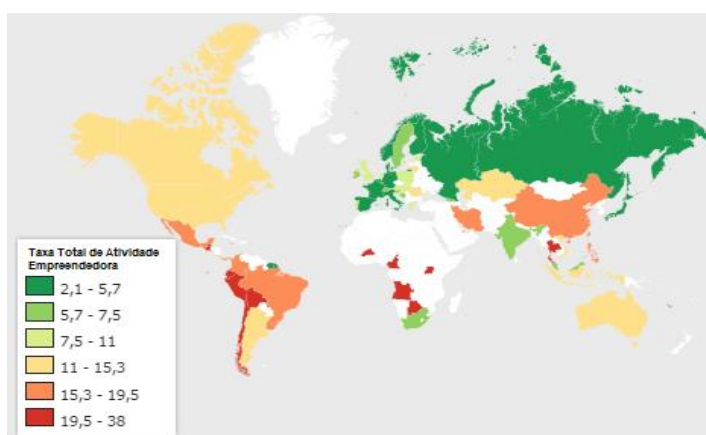 Taxa Total de Atividade
Empreendedora
2,1 - 5,7
5,7 - 7,5
7,5 - 11
11 - 15,3
15,3 - 19,5
19,5 - 38